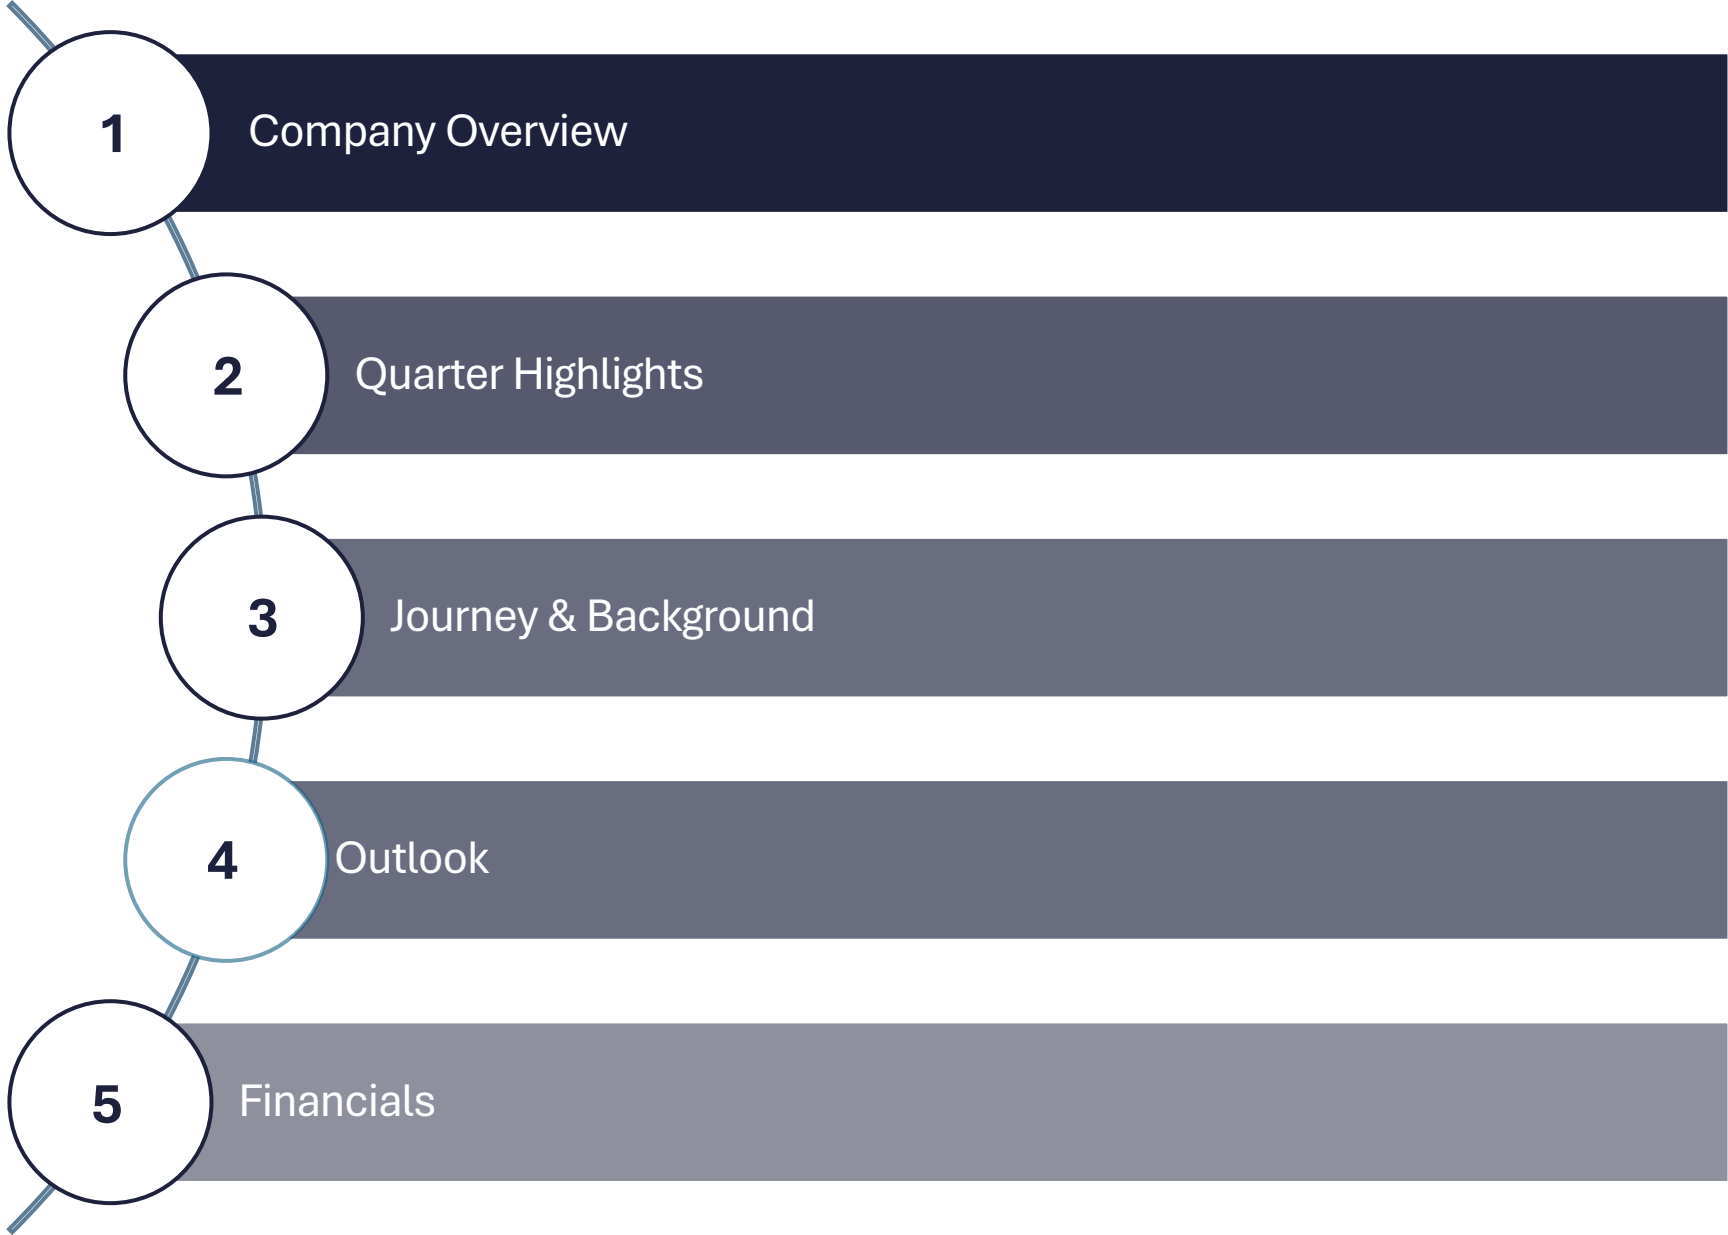 1
Company Overview
2
Quarter Highlights
3
Journey & Background
4
Outlook
5
Financials